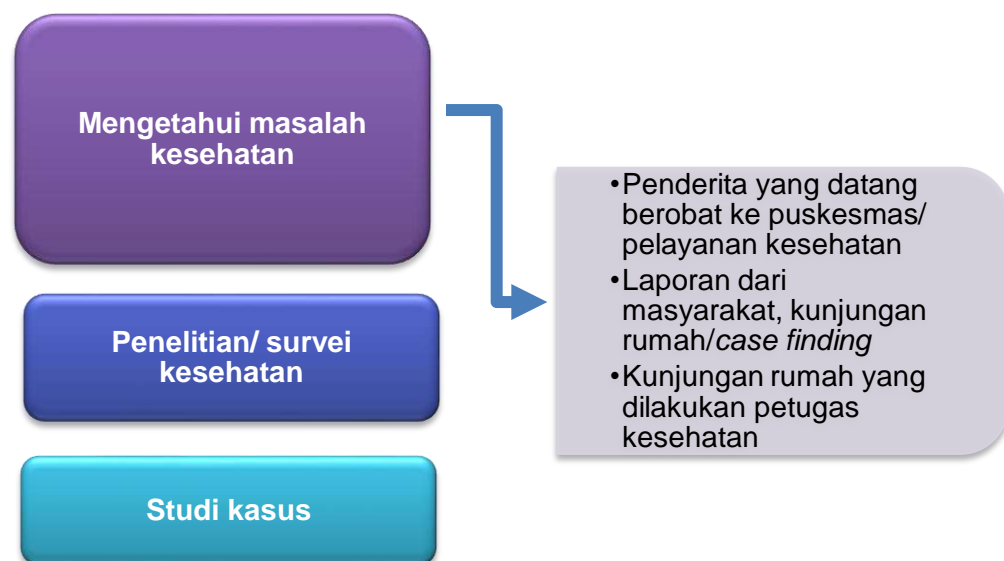 Mengetahui masalah
kesehatan
Penelitian/ survei
kesehatan
Studi kasus
•Penderita yang datang
berobat ke puskesmas/
pelayanan kesehatan
•Laporan dari
masyarakat, kunjungan
rumah/case finding
•Kunjungan rumah yang
dilakukan petugas
kesehatan